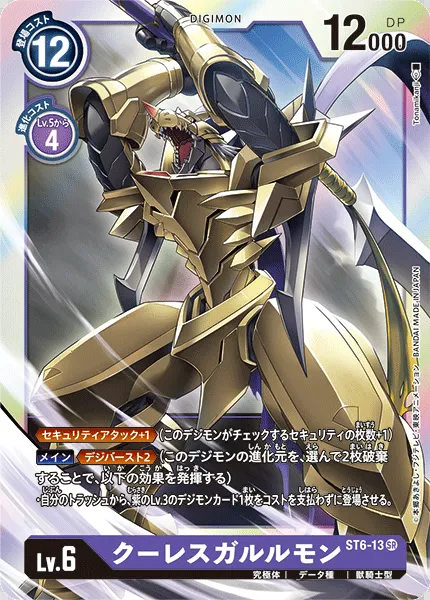 登場コスト
12
DIGIMON
DP
12000
進化コスト
Lv.5から
4
Tonamikanji
セキュリティアタック+1 (このデジモンがチェックするセキュリティの枚数+1)
メイン デジバースト2 (このデジモンの進化元を、選んで2枚破棄
することで、以下の効果を発揮する)
・自分のトラッシュから、紫のLv.3のデジモンカード1枚をコストを支払わずに登場させる。
©本郷あきよし・フジテレビ・東映アニメーション BANDAI MADE IN JAPAN
Lv.6
クーレスガルルモン
ST6-13 SR
究極体 | データ種 | 獣騎士型